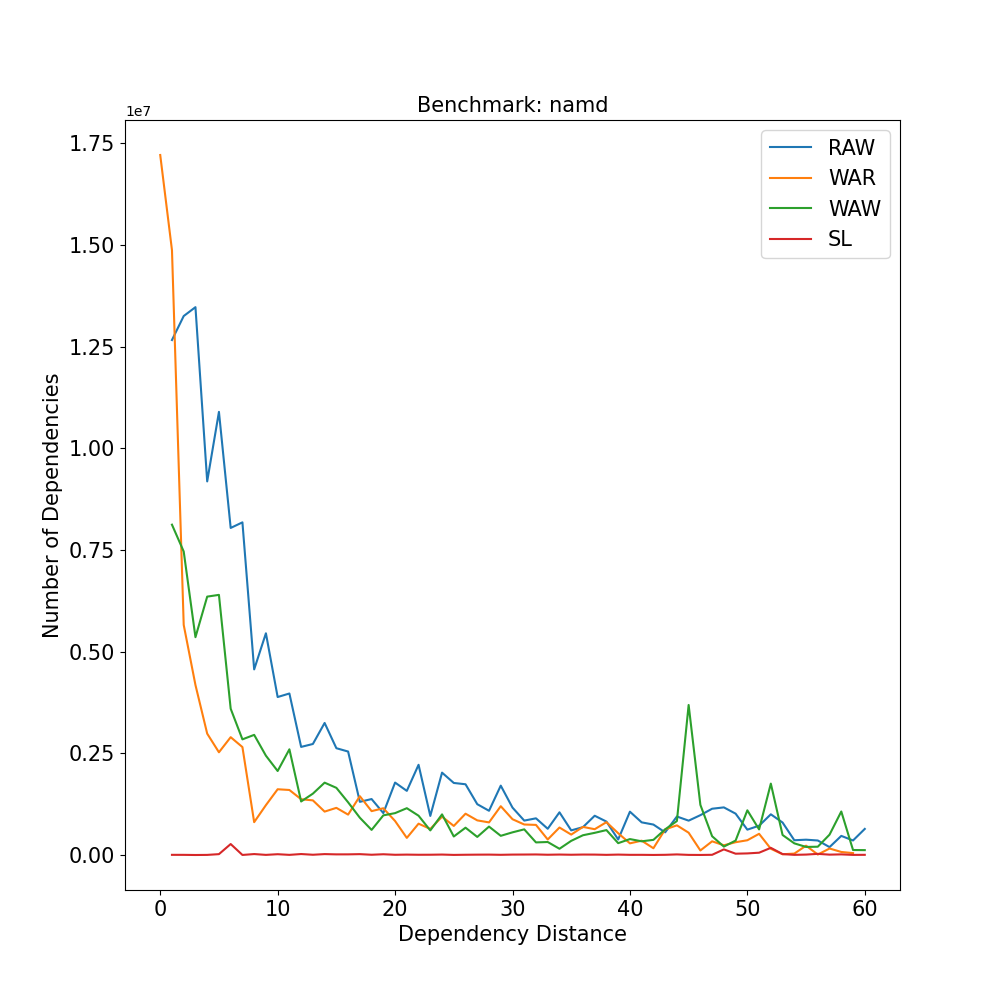 Benchmark: namd
1e7
1.75
1.50
1.25
1.00
0.75
0.50
0.25
0.00
Number of Dependencies
RAW
WAR
WAW
SL
0 10 20 30 40 50 60
Dependency Distance